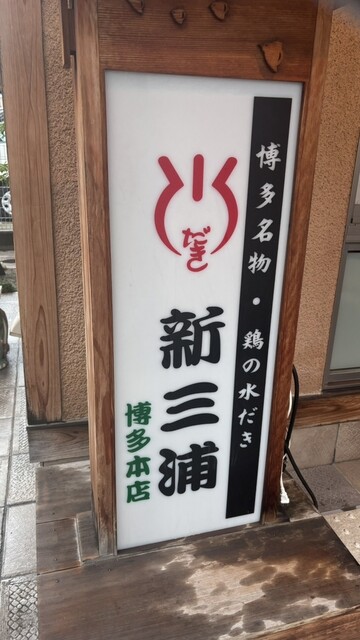 博多名物・鶏の水だき
水だき
新三浦
博多本店